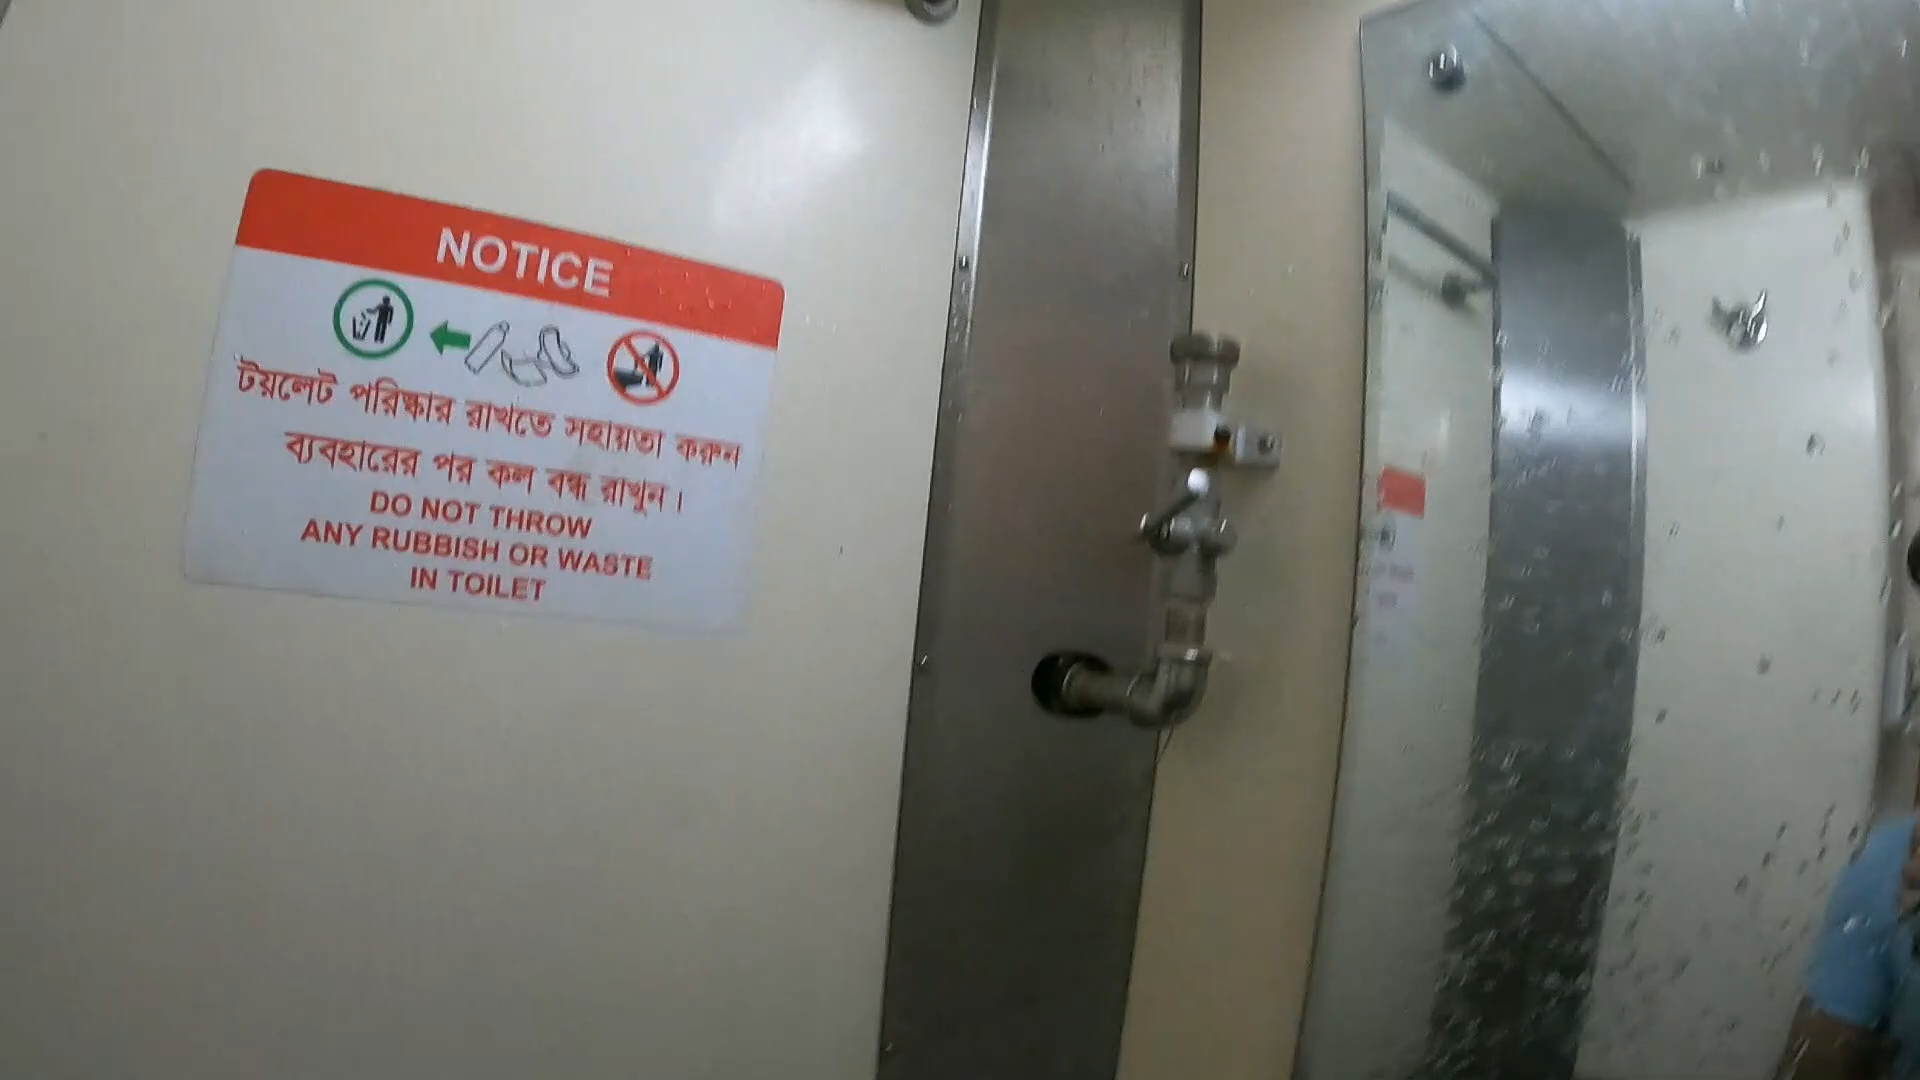 NOTICE
টয়লেট পরিষ্কার রাখতে সহায়তা করুন
ব্যবহারের পর কল বন্ধ রাখুন।
DO NOT THROW
ANY RUBBISH OR WASTE
IN TOILET